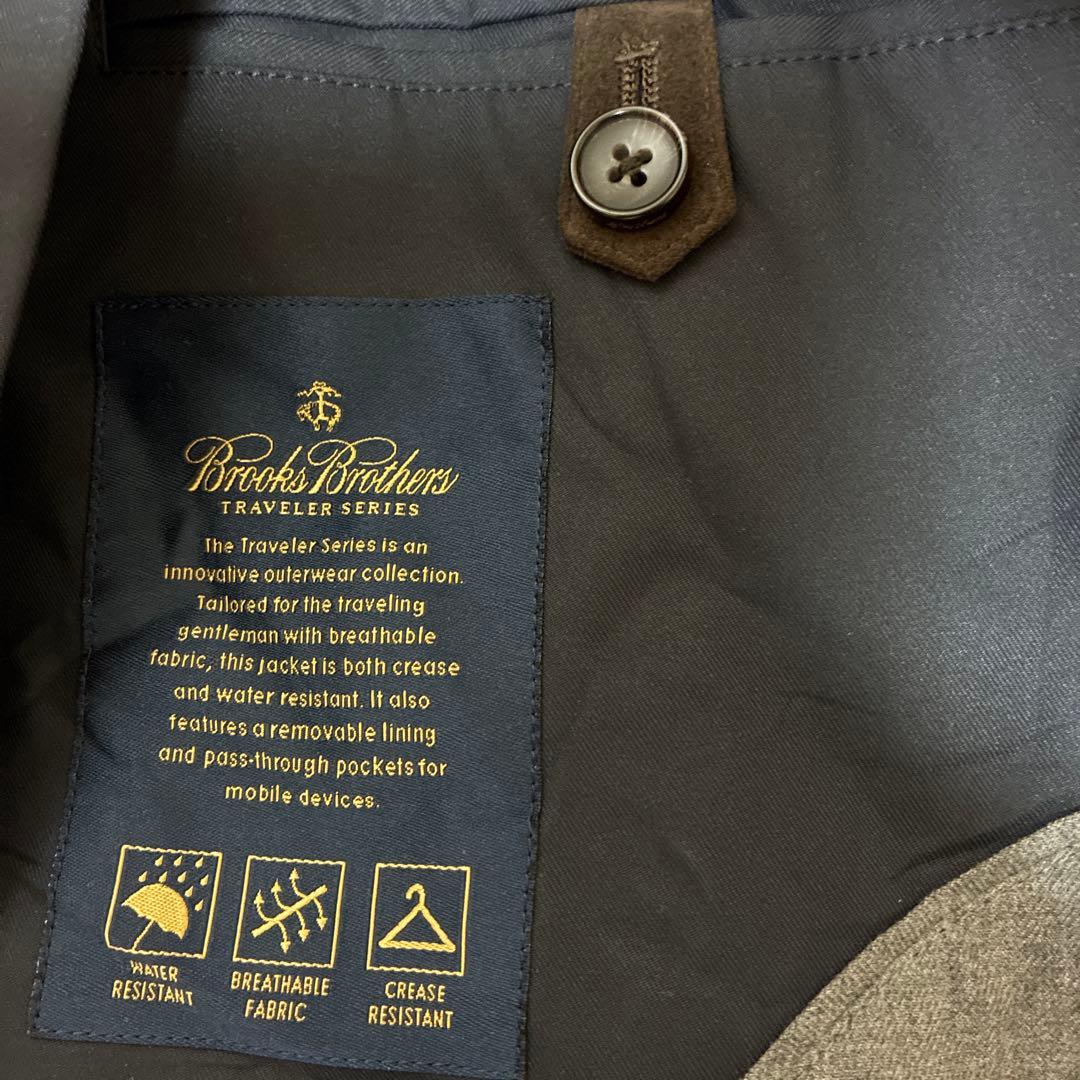 Brooks Brothers
TRAVELER SERIES
The Traveler Series is an
innovative outerwear collection.
Tailored for the traveling
gentleman with breathable
fabric, this jacket is both crease
and water resistant. It also
features a removable lining
and pass-through pockets for
mobile devices.
WATER
RESISTANT
BREATHABLE
FABRIC
CREASE
RESISTANT